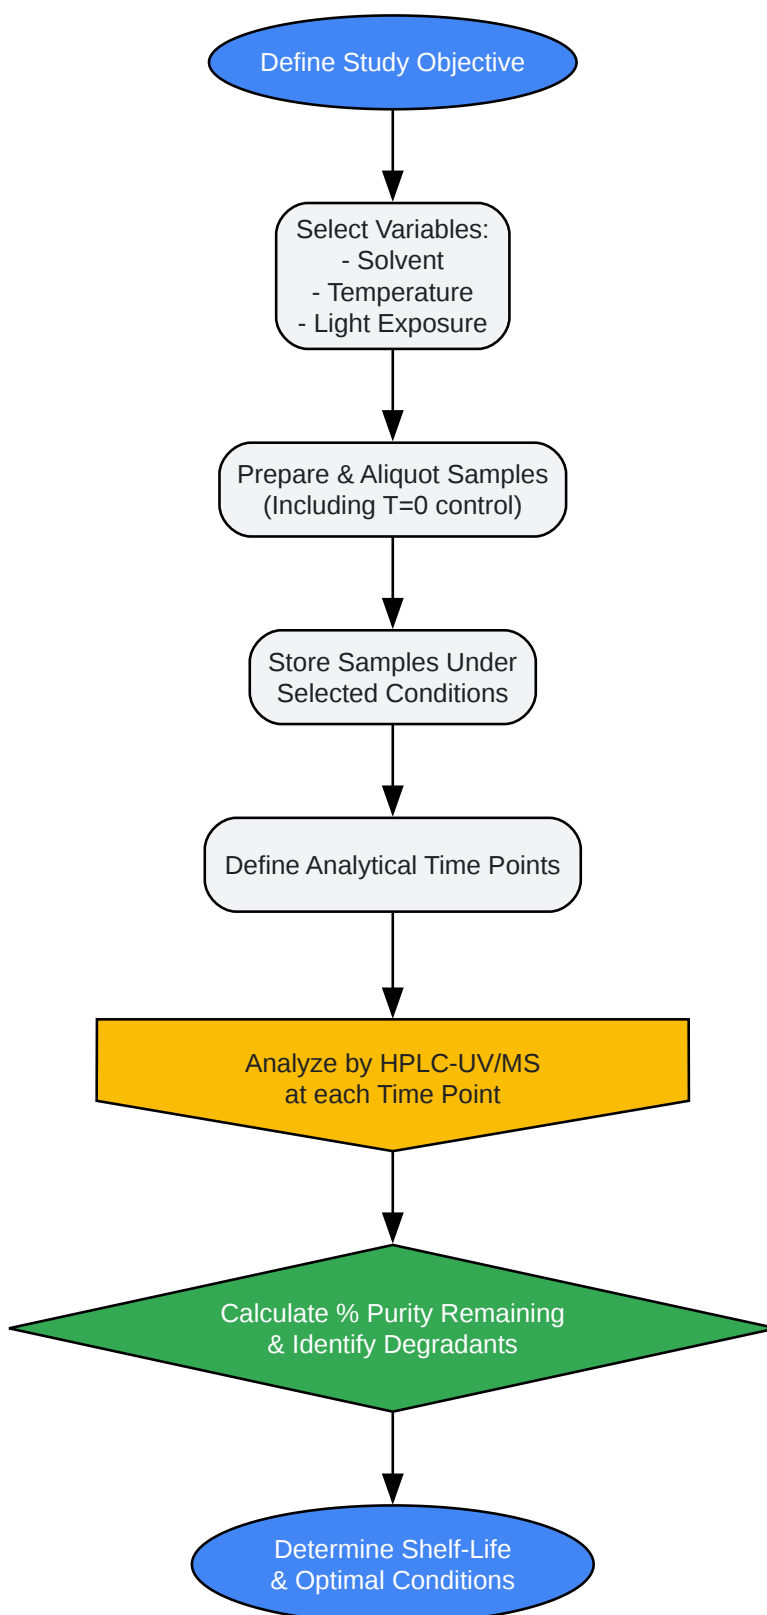 Define Study Objective
Select Variables:
- Solvent
- Temperature
- Light Exposure
Prepare & Aliquot Samples
(Including T=0 control)
Store Samples Under
Selected Conditions
Define Analytical Time Points
Analyze by HPLC-UV/MS
at each Time Point
Calculate % Purity Remaining
& Identify Degradants
Determine Shelf-Life
& Optimal Conditions